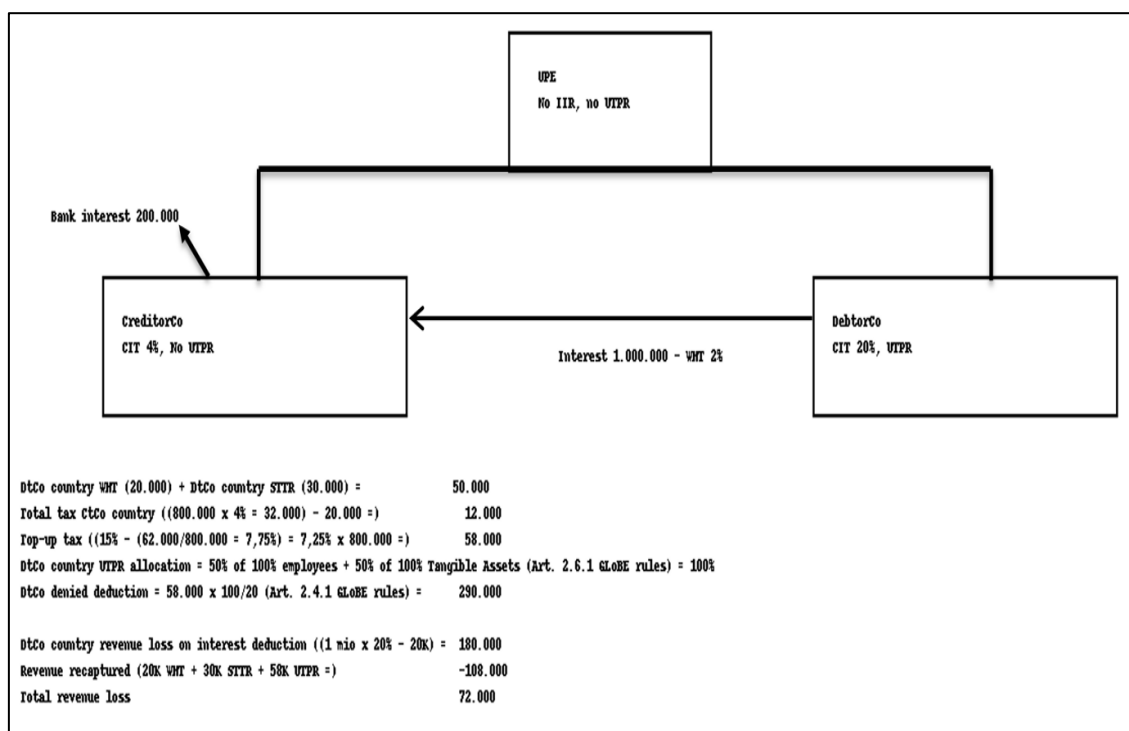 UPE
No IIR, no UTPR
Bank interest 200.000
CreditorCo
CIT 4%, No UTPR
DebtorCo
CIT 20%, UTPR
Interest 1.000.000 - WHT 2%
DtCo country WHT (20.000) + DtCo country STTR (30.000) = 50.000
Total tax CtCo country ((800.000 x 4% = 32.000) - 20.000 =) 12.000
Top-up tax ((15% - (62.000/800.000 = 7,75%) = 7,25% x 800.000 =) 58.000
DtCo country UTPR allocation = 50% of 100% employees + 50% of 100% Tangible Assets (Art. 2.6.1 GLoBE rules) = 100%
DtCo denied deduction = 58.000 x 100/20 (Art. 2.4.1 GLoBE rules) = 290.000
DtCo country revenue loss on interest deduction ((1 mio x 20% - 20K) = 180.000
Revenue recaptured (20K WHT + 30K STTR + 58K UTPR =) -108.000
Total revenue loss 72.000